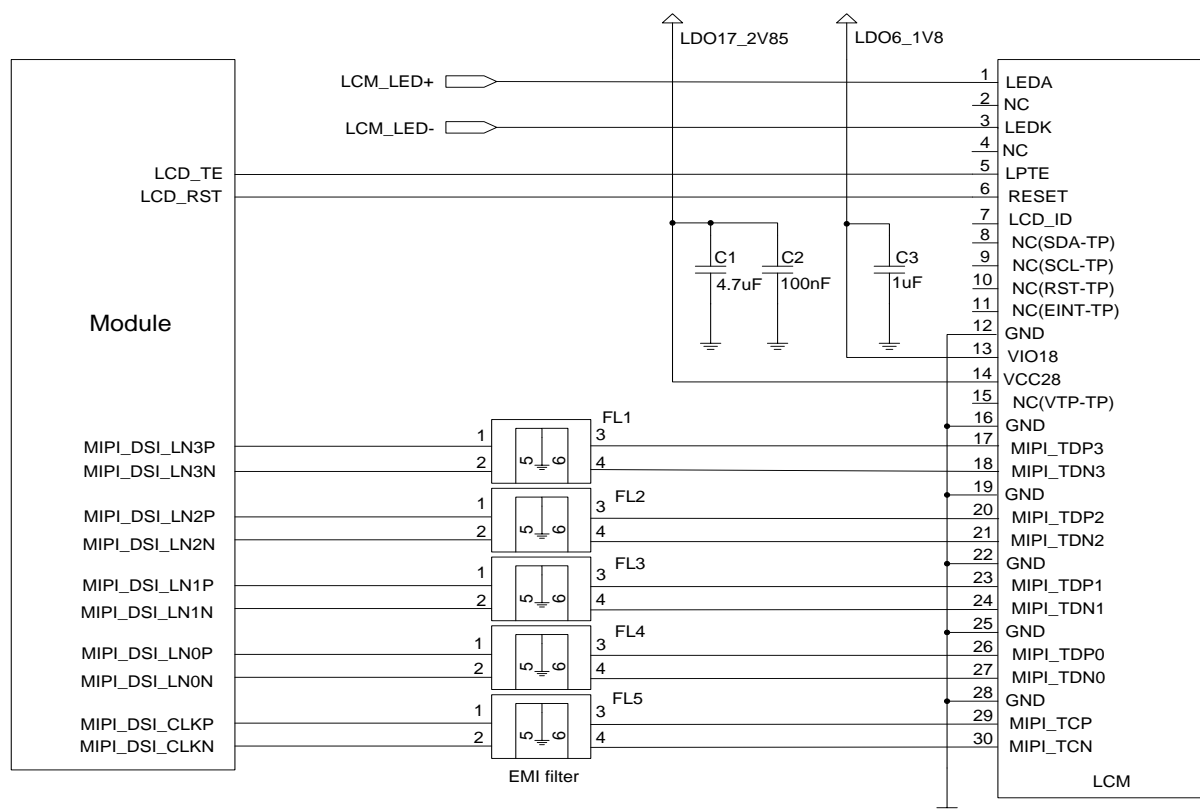 LDO17_2V85
LDO6_1V8
LCM_LED+
LCM_LED-
Module
LCD_TE
LCD_RST
MIPI_DSI_LN3P
MIPI_DSI_LN3N
MIPI_DSI_LN2P
MIPI_DSI_LN2N
MIPI_DSI_LN1P
MIPI_DSI_LN1N
MIPI_DSI_LN0P
MIPI_DSI_LN0N
MIPI_DSI_CLKP
MIPI_DSI_CLKN
C1
4.7uF
C2
100nF
C3
1uF
FL1
1 3
2 4
5 6
FL2
1 3
2 4
5 6
FL3
1 3
2 4
5 6
FL4
1 3
2 4
5 6
FL5
1 3
2 4
5 6
EMI filter
1 LEDA
2 NC
3 LEDK
4 NC
5 LPTE
6 RESET
7 LCD_ID
8 NC(SDA-TP)
9 NC(SCL-TP)
10 NC(RST-TP)
11 NC(EINT-TP)
12 GND
13 VIO18
14 VCC28
15 NC(VTP-TP)
16 GND
17 MIPI_TDP3
18 MIPI_TDN3
19 GND
20 MIPI_TDP2
21 MIPI_TDN2
22 GND
23 MIPI_TDP1
24 MIPI_TDN1
25 GND
26 MIPI_TDP0
27 MIPI_TDN0
28 GND
29 MIPI_TCP
30 MIPI_TCN
LCM